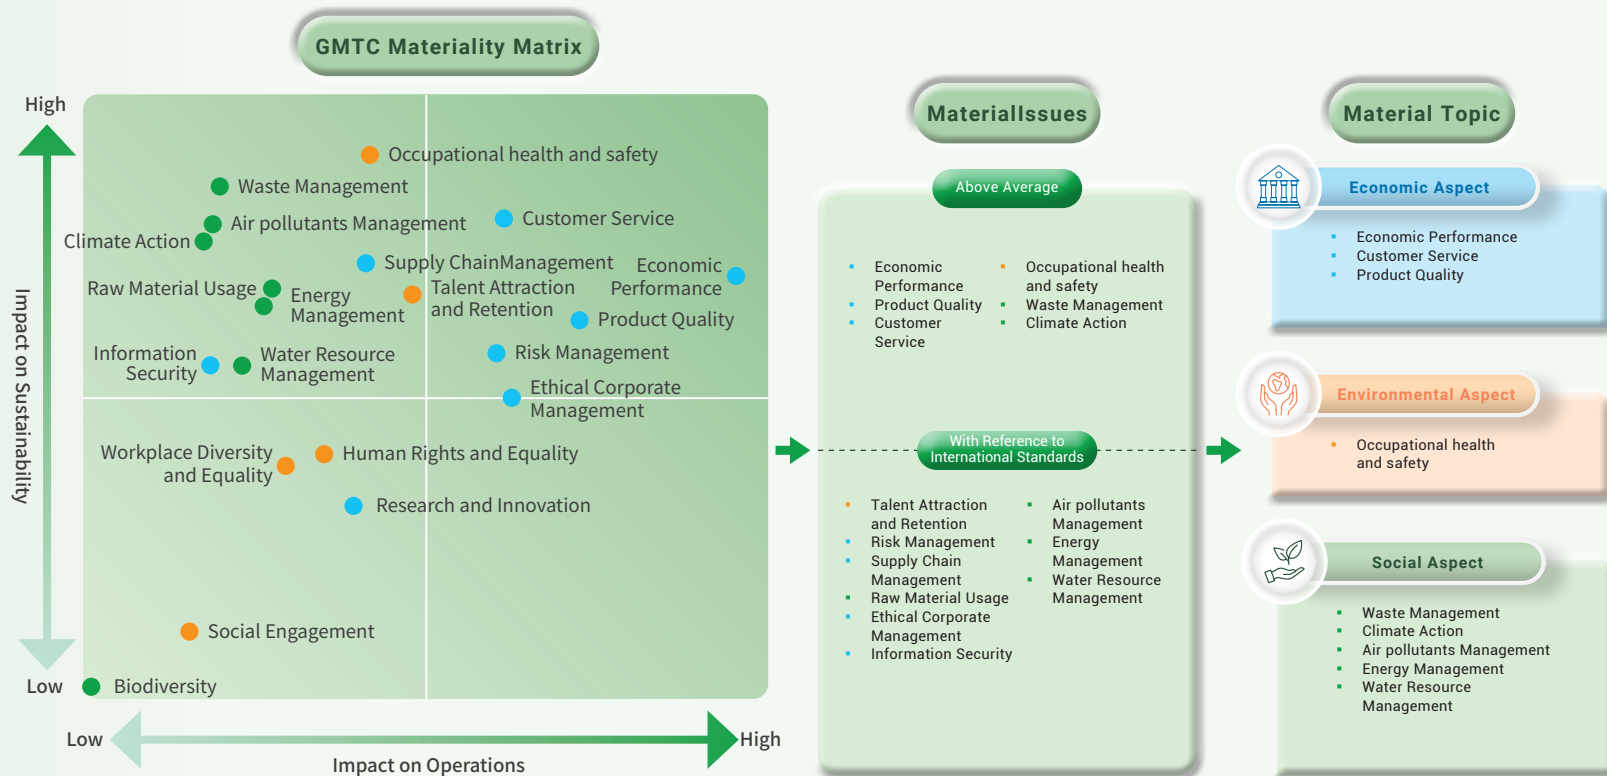 GMTC Materiality Matrix
High
Impact on Sustainability
Low
Occupational health and safety
Waste Management
Air pollutants Management
Climate Action
Customer Service
Supply ChainManagement
Economic
Performance
Raw Material Usage
Energy
Management
Talent Attraction
and Retention
Product Quality
Information
Security
Water Resource
Management
Risk Management
Ethical Corporate
Management
Workplace Diversity
and Equality
Human Rights and Equality
Research and Innovation
Social Engagement
Biodiversity
Low
High
Impact on Operations
MaterialIssues
Above Average
Economic
Performance
Product Quality
Customer
Service
Occupational health
and safety
Waste Management
Climate Action
With Reference to
International Standards
Talent Attraction
and Retention
Risk Management
Supply Chain
Management
Raw Material Usage
Ethical Corporate
Management
Information Security
Air pollutants
Management
Energy
Management
Water Resource
Management
Material Topic
Economic Aspect
Economic Performance
Customer Service
Product Quality
Environmental Aspect
Occupational health
and safety
Social Aspect
Waste Management
Climate Action
Air pollutants Management
Energy Management
Water Resource
Management